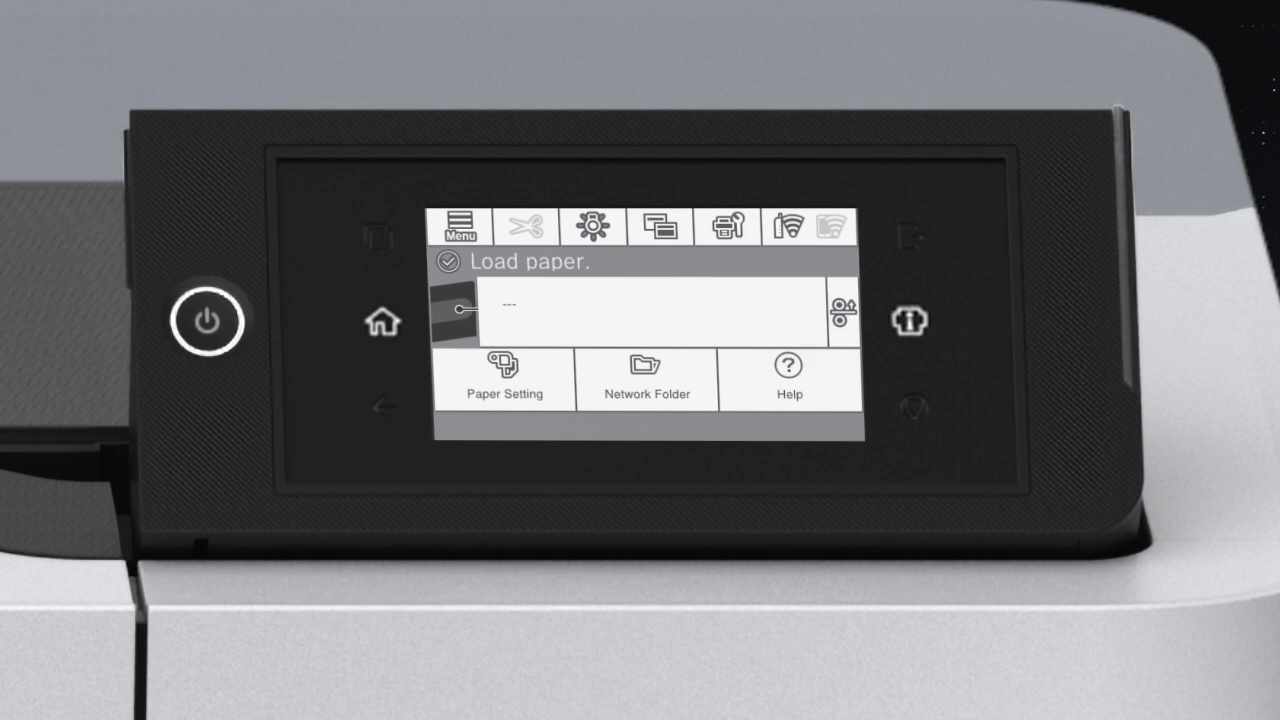 Menu
Load paper.
---
Paper Setting
Network Folder
Help